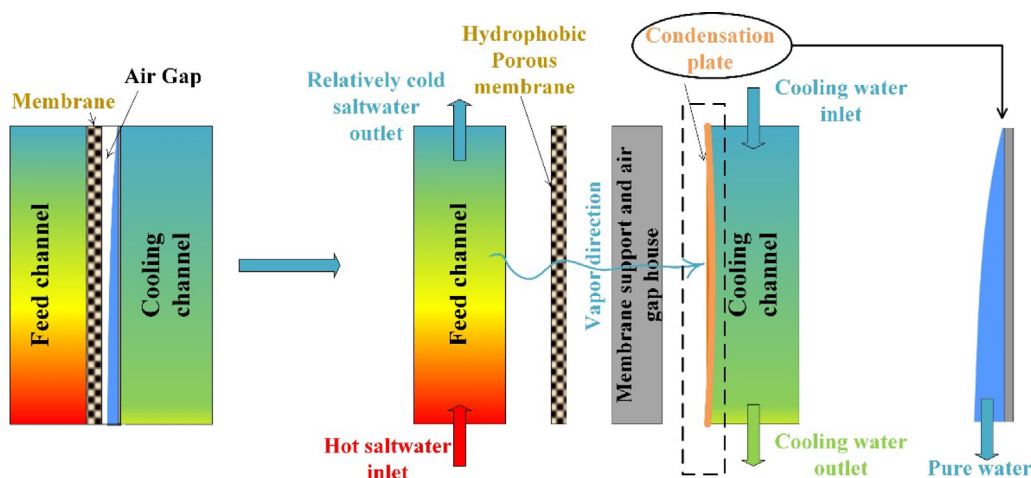 Membrane
Air Gap
Feed channel
Cooling
channel
Relatively cold
saltwater
outlet
Hydrophobic
Porous
membrane
Feed channel
Hot saltwater
inlet
Vapor direction
Membrane support and air
gap house
Condensation
plate
Cooling water
inlet
Cooling
channel
Cooling water
outlet
Pure water